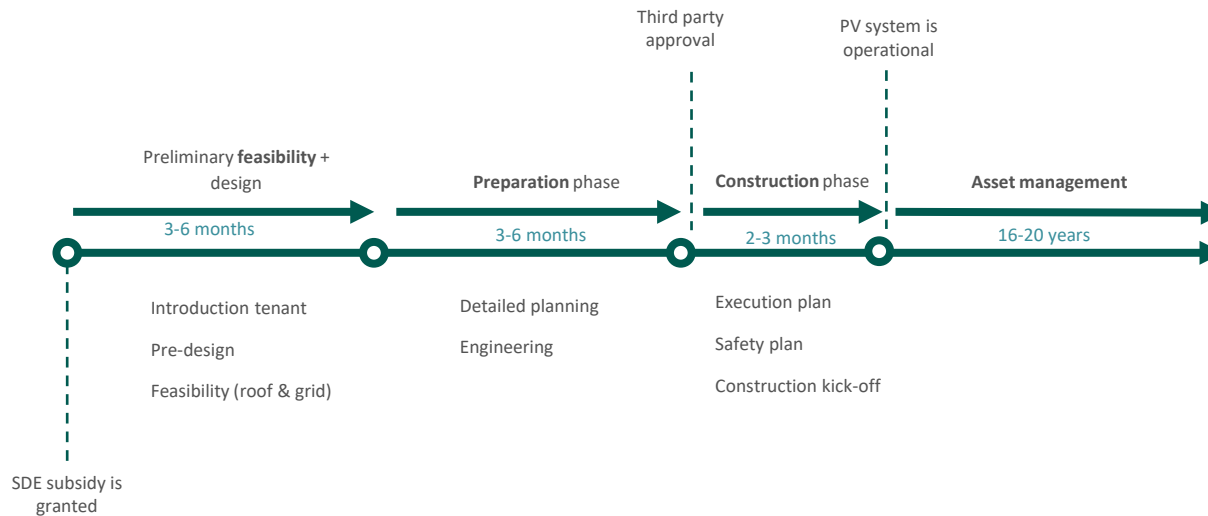 Third party
approval
PV system is
operational
Preliminary feasibility +
design
Preparation phase
Construction phase
Asset management
3-6 months
3-6 months
2-3 months
16-20 years
Introduction tenant
Pre-design
Feasibility (roof & grid)
Detailed planning
Engineering
Execution plan
Safety plan
Construction kick-off
SDE subsidy is
granted